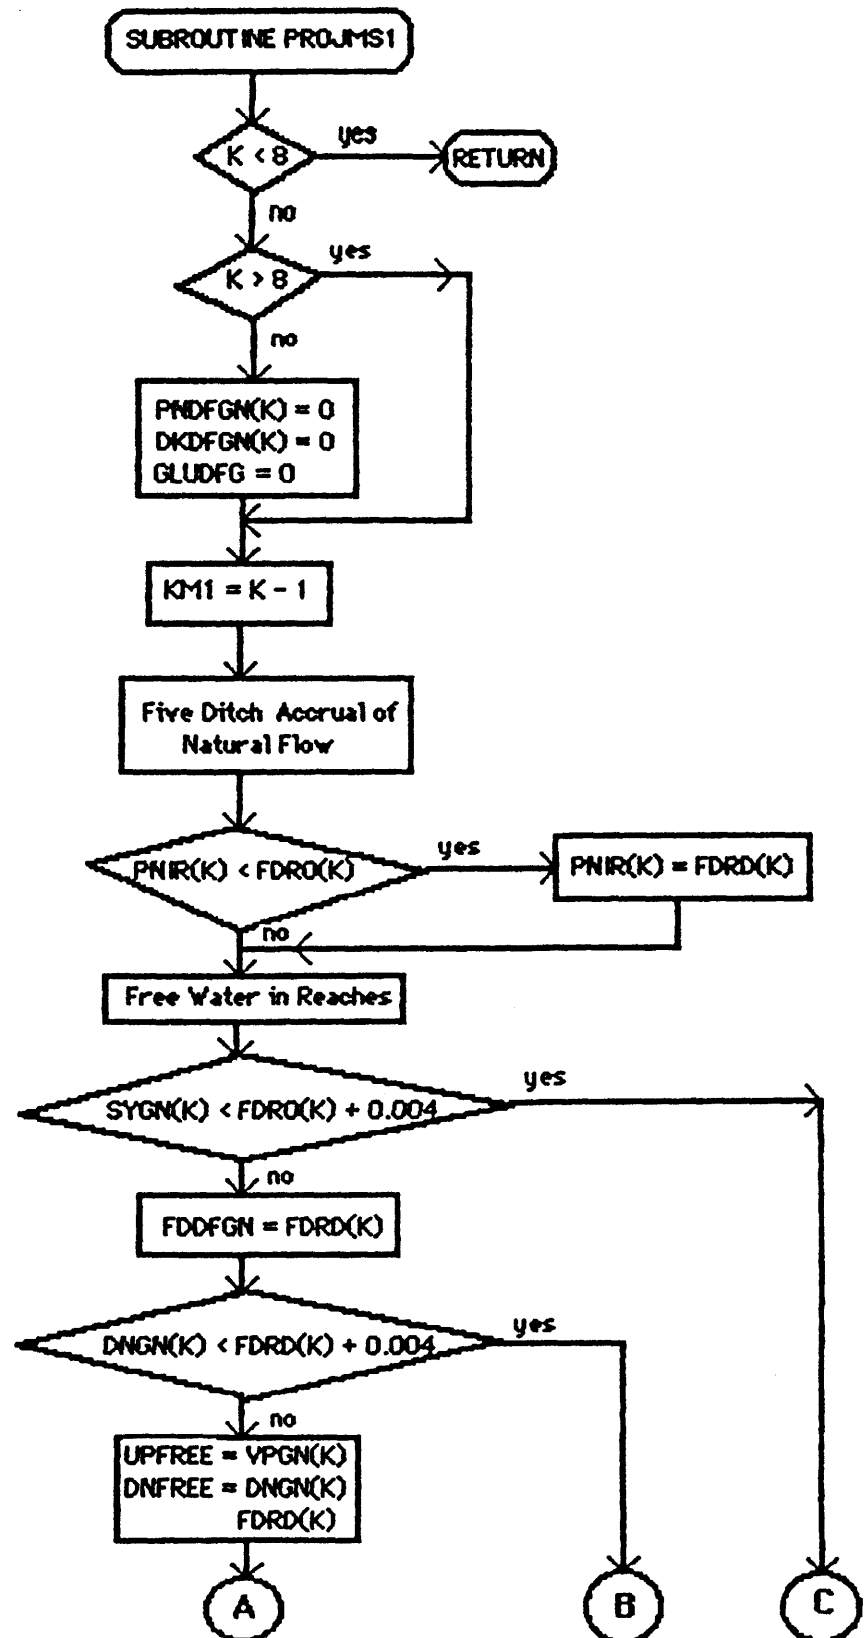 SUBROUTINE PROJMS1
K < 8
yes
RETURN
no
K > 8
yes
no
PNDFGN(K) = 0
DKDFGN(K) = 0
GLUDFG = 0
KM1 = K - 1
Five Ditch Accrual of
Natural Flow
PNIR(K) < FDRO(K)
yes
PNIR(K) = FDRD(K)
no
Free Water in Reaches
SYGN(K) < FDRO(K) + 0.004
yes
no
FDDFGN = FDRD(K)
DNGN(K) < FDRD(K) + 0.004
yes
no
UPFREE = VPGN(K)
DNFREE = DNGN(K)
FDRD(K)
A
B
C